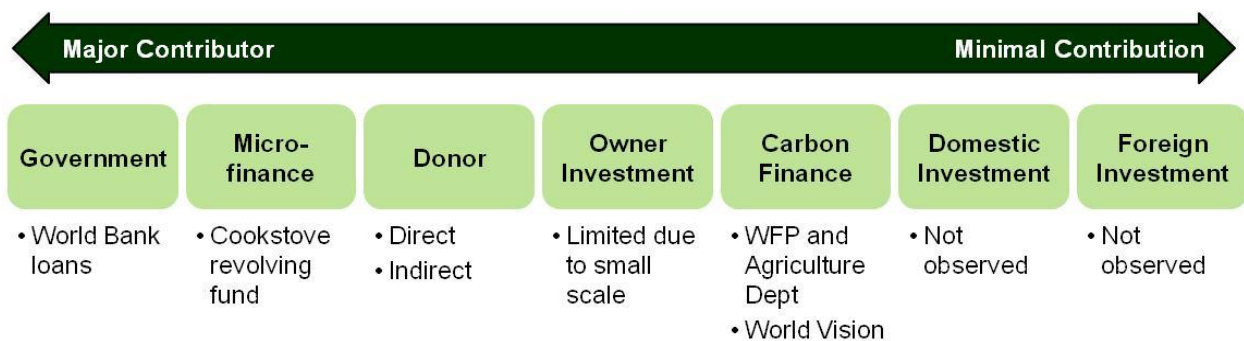 Major Contributor
Minimal Contribution
Government
Micro-
finance
Donor
Owner
Investment
Carbon
Finance
Domestic
Investment
Foreign
Investment
• World Bank
loans
• Cookstove
revolving
fund
• Direct
• Indirect
• Limited due
to small
scale
• WFP and
Agriculture
Dept
• World Vision
• Not
observed
• Not
observed